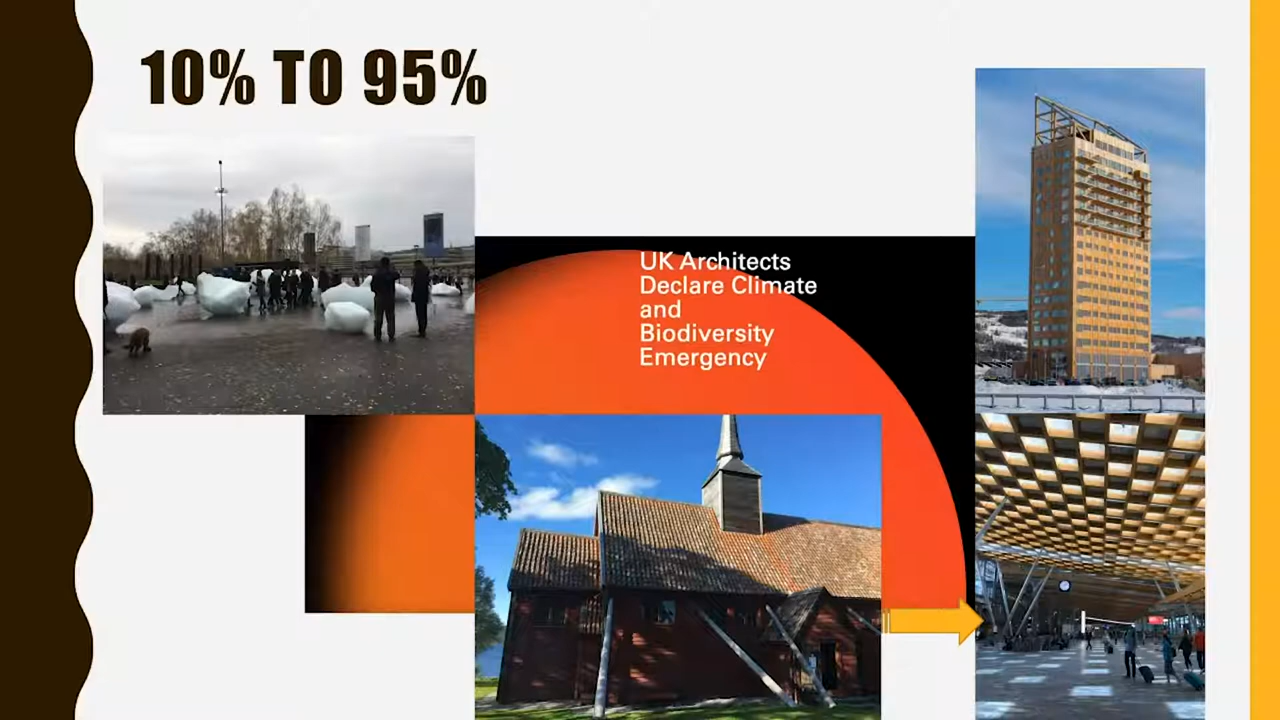 10% TO 95%
UK Architects
Declare Climate
and
Biodiversity
Emergency